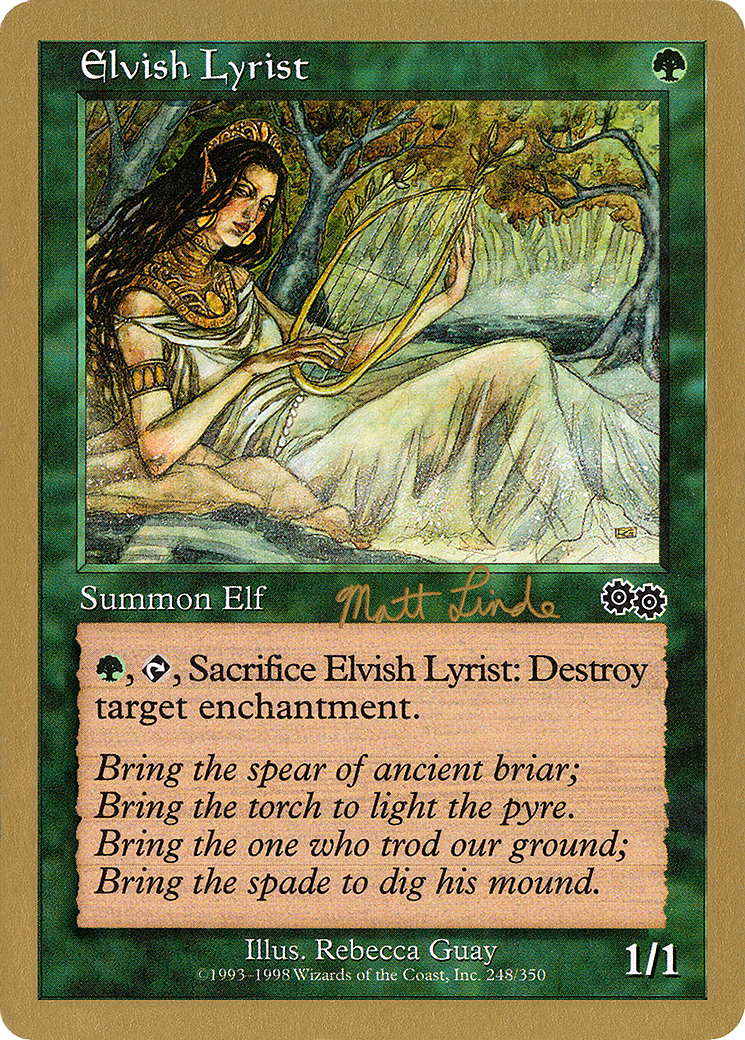 Elvish Lyrist
Summon Elf
Matt Linde
, , Sacrifice Elvish Lyrist: Destroy
target enchantment.
Bring the spear of ancient briar;
Bring the torch to light the pyre.
Bring the one who trod our ground;
Bring the spade to dig his mound.
Illus. Rebecca Guay
©1993–1998 Wizards of the Coast, Inc. 248/350
1/1